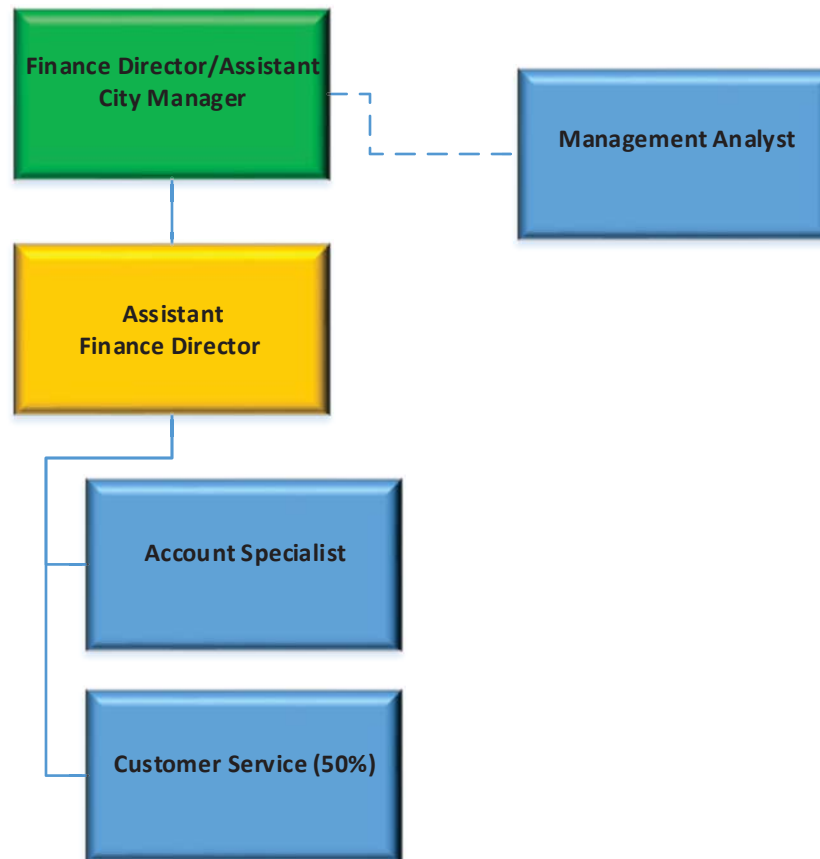 Finance Director/Assistant
City Manager
Management Analyst
Assistant
Finance Director
Account Specialist
Customer Service (50%)